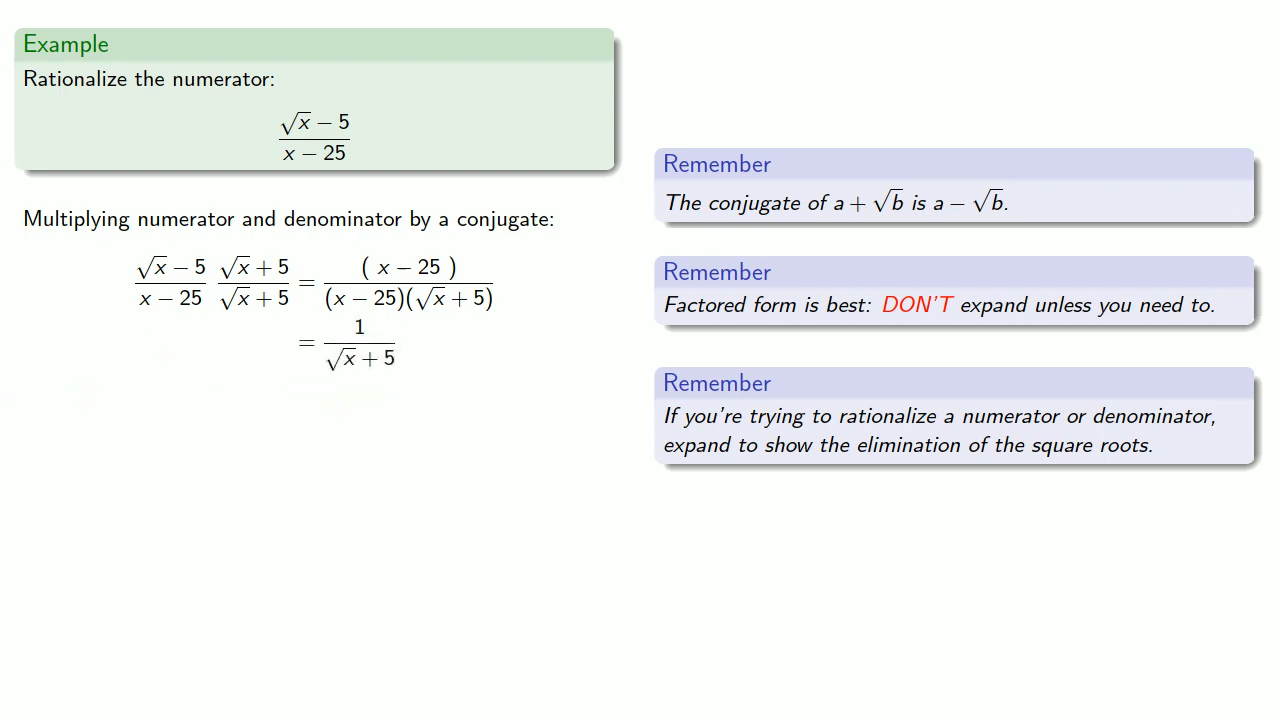 Example
Rationalize the numerator:
√x − 5
x − 25
Multiplying numerator and denominator by a conjugate:
√x − 5 √x + 5 = ( x − 25 )
x − 25 √x + 5 (x − 25)(√x + 5)
= 1
√x + 5
Remember
The conjugate of a + √b is a − √b.
Remember
Factored form is best: DON'T expand unless you need to.
Remember
If you're trying to rationalize a numerator or denominator,
expand to show the elimination of the square roots.